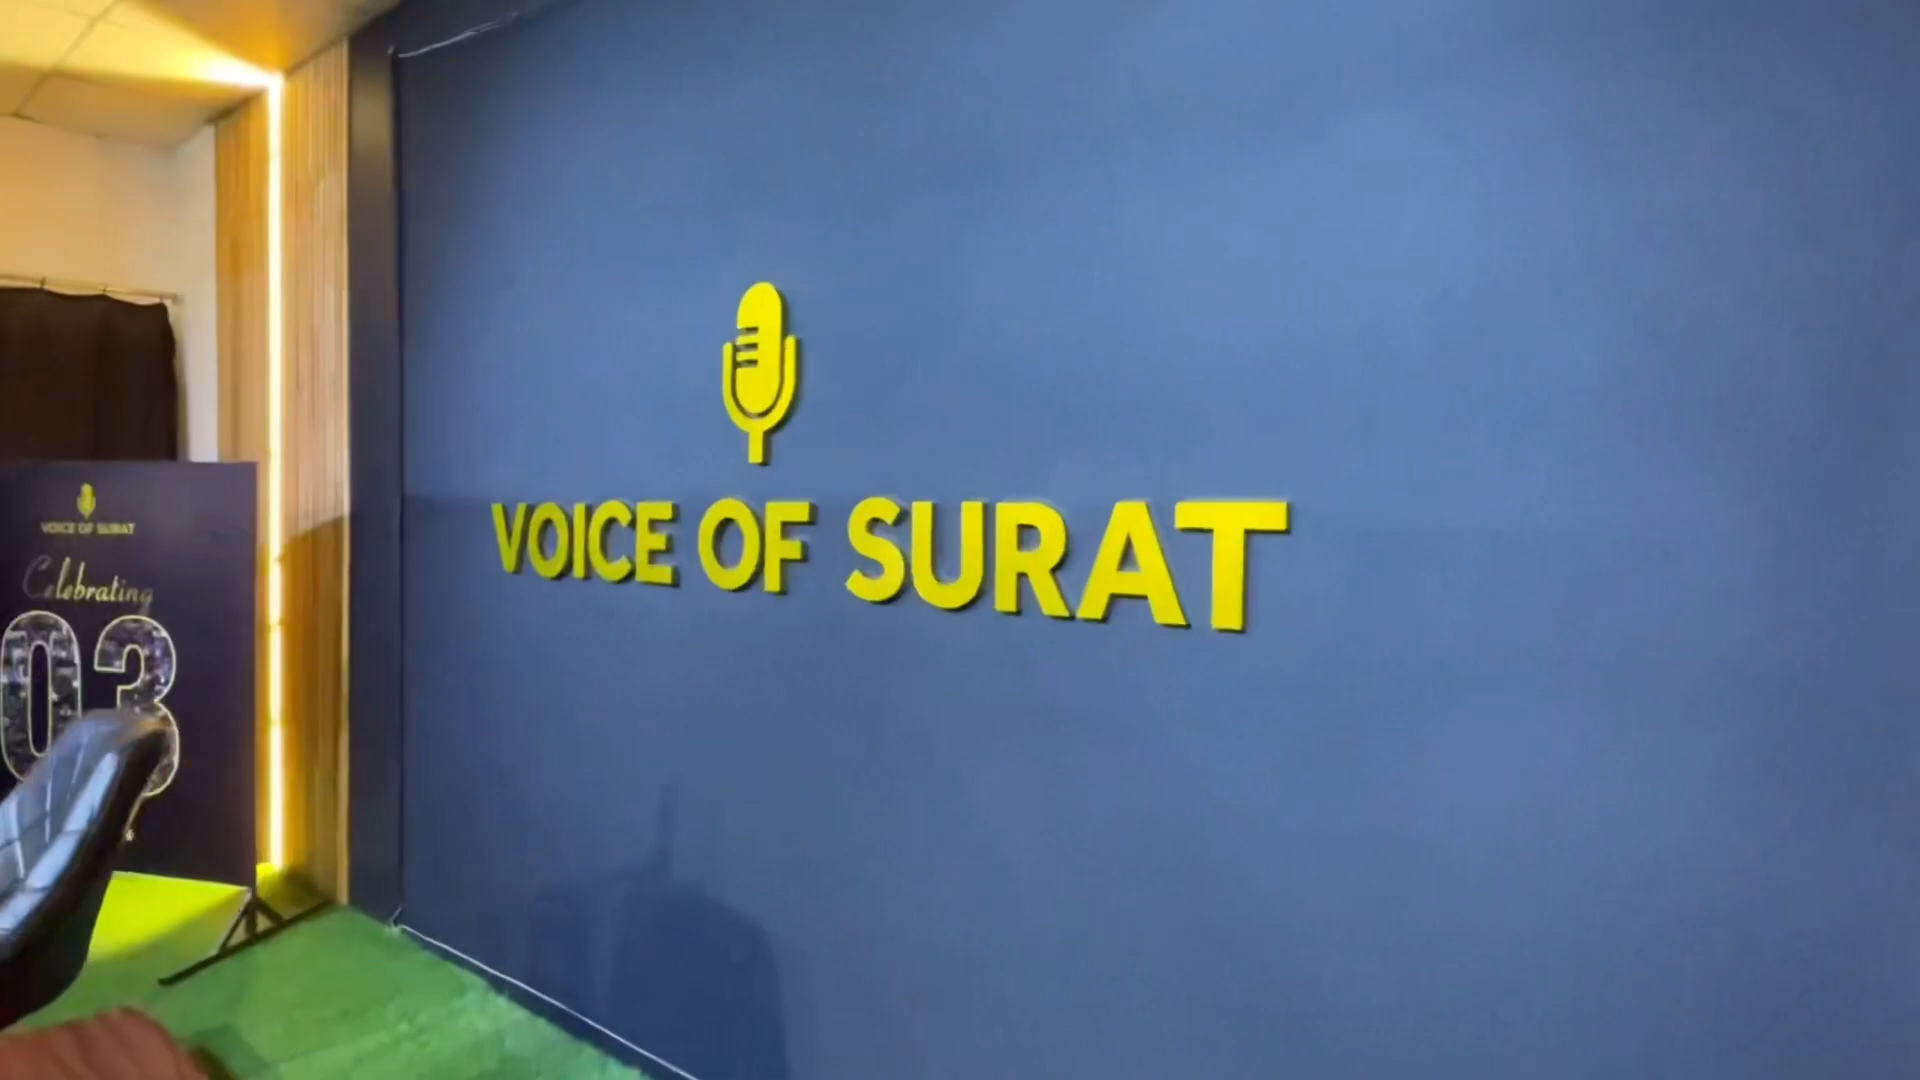 VOICE OF SURAT
VOICE OF SURAT
Celebrating
03
&